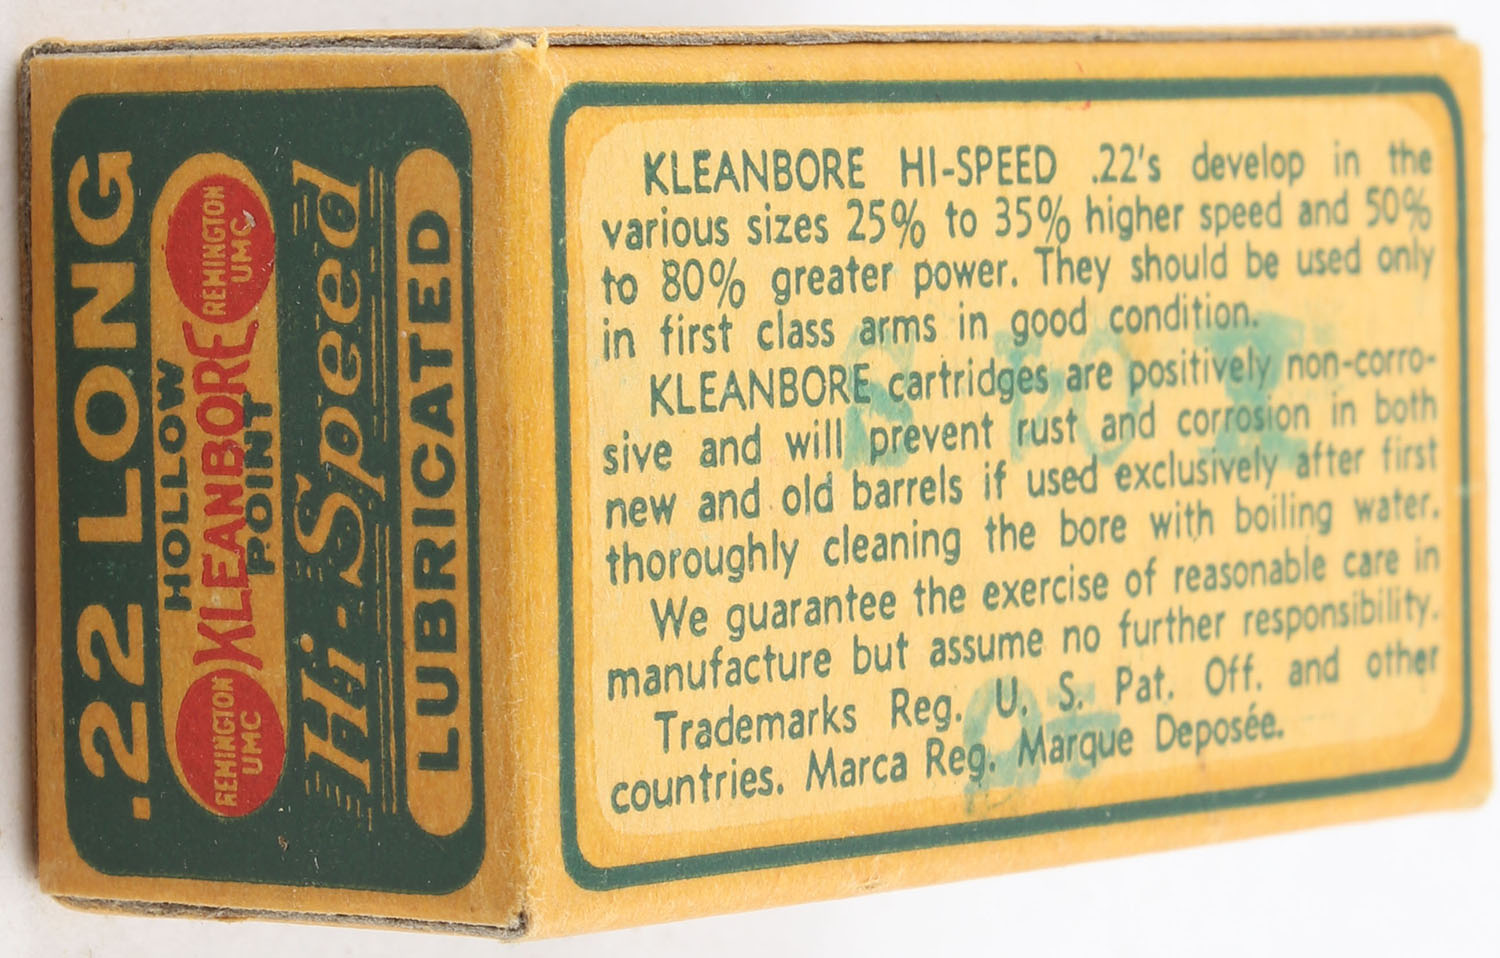 .22 LONG
HOLLOW
REMINGTON
UMC
KLEANBORE
REMINGTON
UMC
POINT
Hi-Speed
LUBRICATED
KLEANBORE HI-SPEED .22's develop in the
various sizes 25% to 35% higher speed and 50%
to 80% greater power. They should be used only
in first class arms in good condition.
KLEANBORE cartridges are positively non-corro-
sive and will prevent rust and corrosion in both
new and old barrels if used exclusively after first
thoroughly cleaning the bore with boiling water.
We guarantee the exercise of reasonable care in
manufacture but assume no further responsibility.
Trademarks Reg. U. S. Pat. Off. and other
countries. Marca Reg. Marque Deposée.